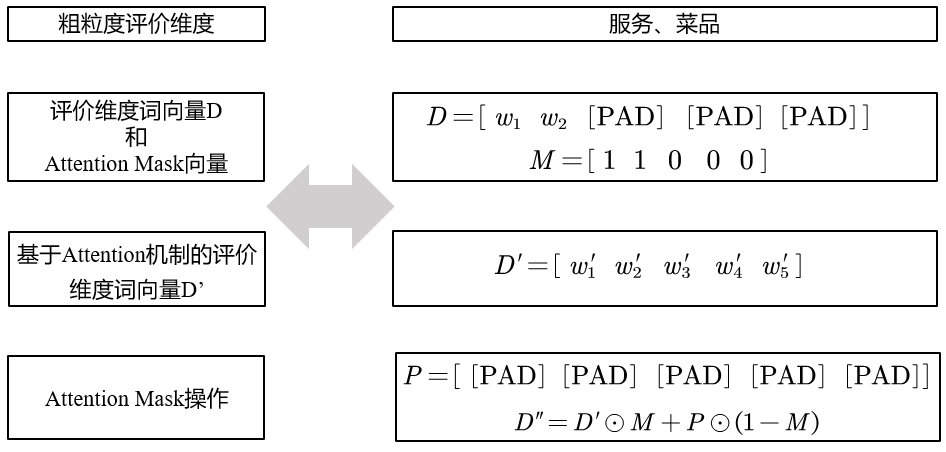 粗粒度评价维度
服务、菜品
评价维度词向量D
和
Attention Mask向量
D=[ w₁ w₂ [PAD] [PAD] [PAD] ]
M=[ 1 1 0 0 0 ]
基于Attention机制的评价
维度词向量D’
D′=[ w′₁ w′₂ w′₃ w′₄ w′₅ ]
Attention Mask操作
P=[ [PAD] [PAD] [PAD] [PAD] [PAD]]
D″=D′⊙M+P⊙(1−M)